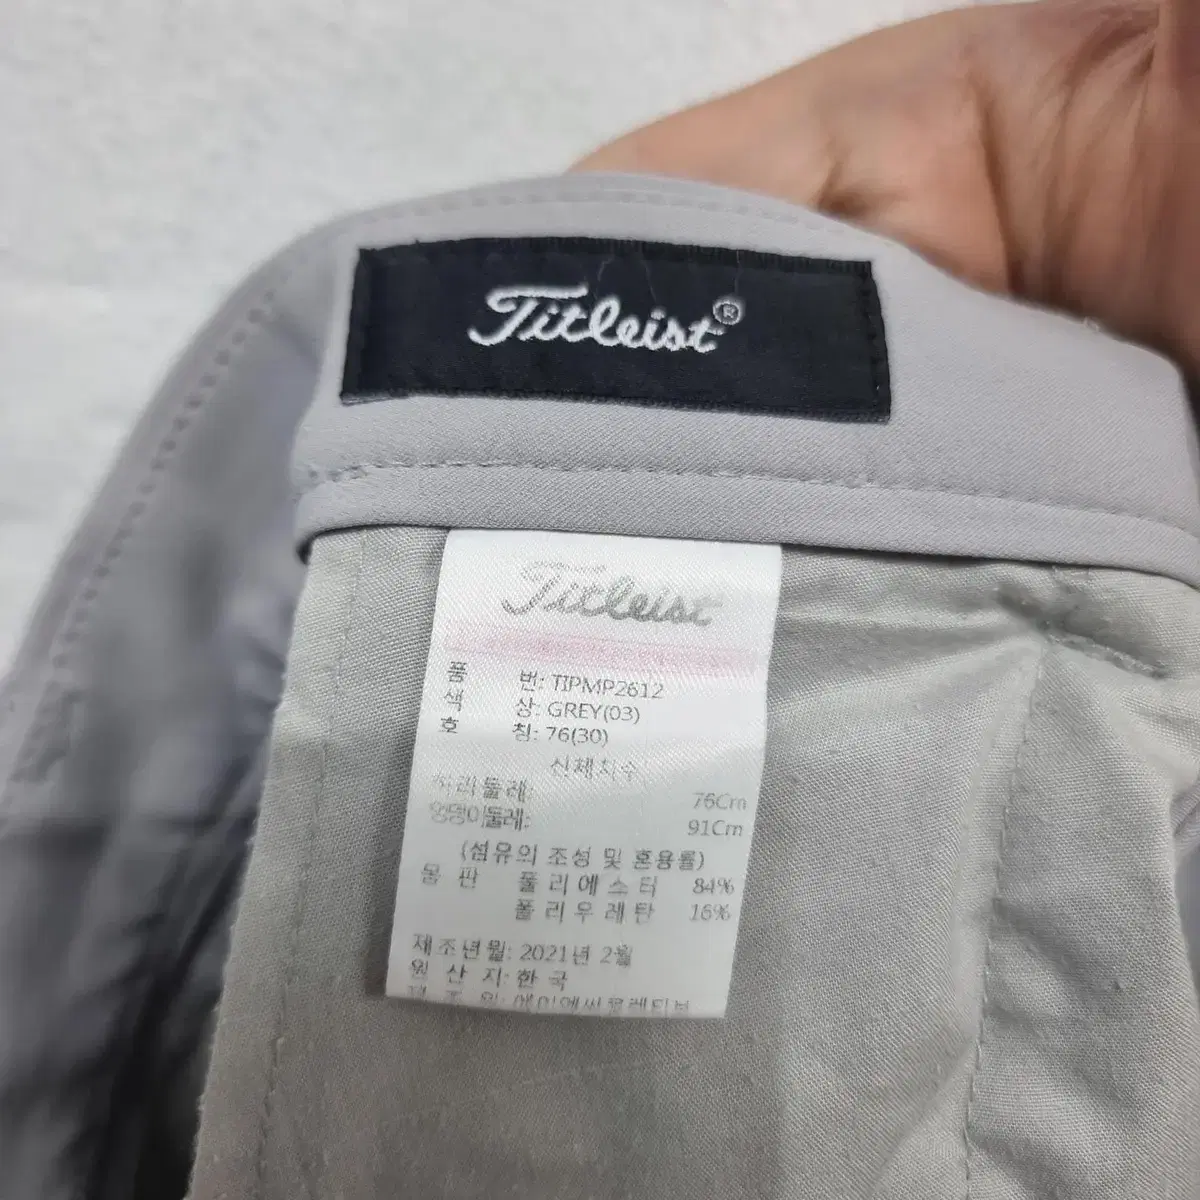 Titleist®
Titleist
품 번: TIPMP2612
색 상: GREY(03)
호 칭: 76(30)
신체치수
허리둘레: 76Cm
엉덩이둘레: 91Cm
(섬유의 조성 및 혼용률)
몸 판 폴리에스터 84%
폴리우레탄 16%
제조년월: 2021년 2월
원 산 지: 한국